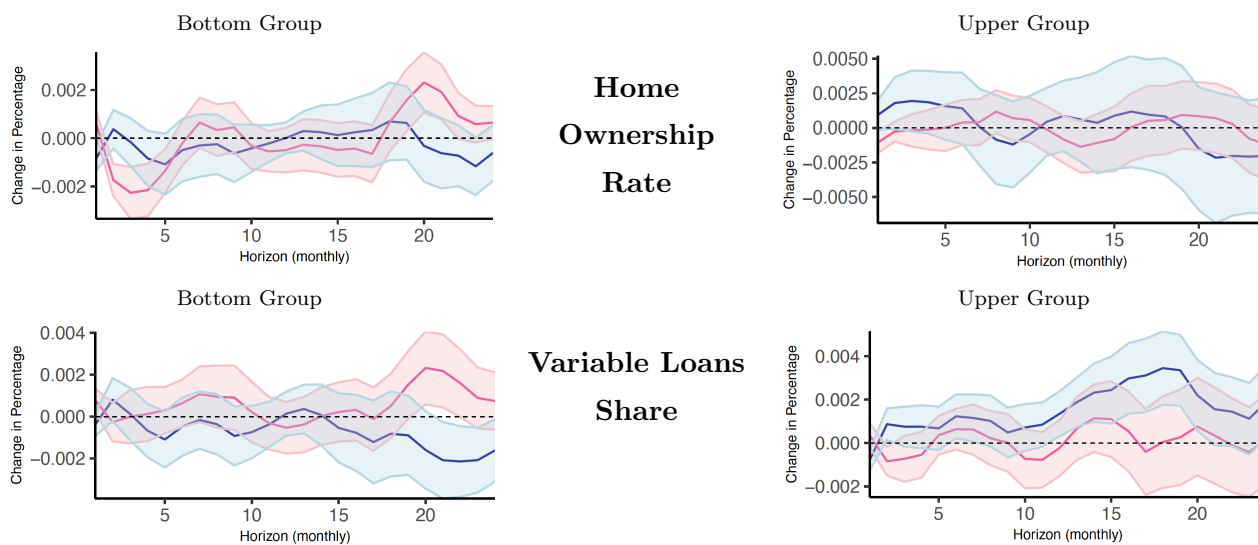 Bottom Group
Change in Percentage
0.002
0.000
−0.002
5
10
15
20
Horizon (monthly)
Home
Ownership
Rate
Upper Group
Change in Percentage
0.0050
0.0025
0.0000
−0.0025
−0.0050
5
10
15
20
Horizon (monthly)
Bottom Group
Change in Percentage
0.004
0.002
0.000
−0.002
5
10
15
20
Horizon (monthly)
Variable Loans
Share
Upper Group
Change in Percentage
0.004
0.002
0.000
−0.002
5
10
15
20
Horizon (monthly)